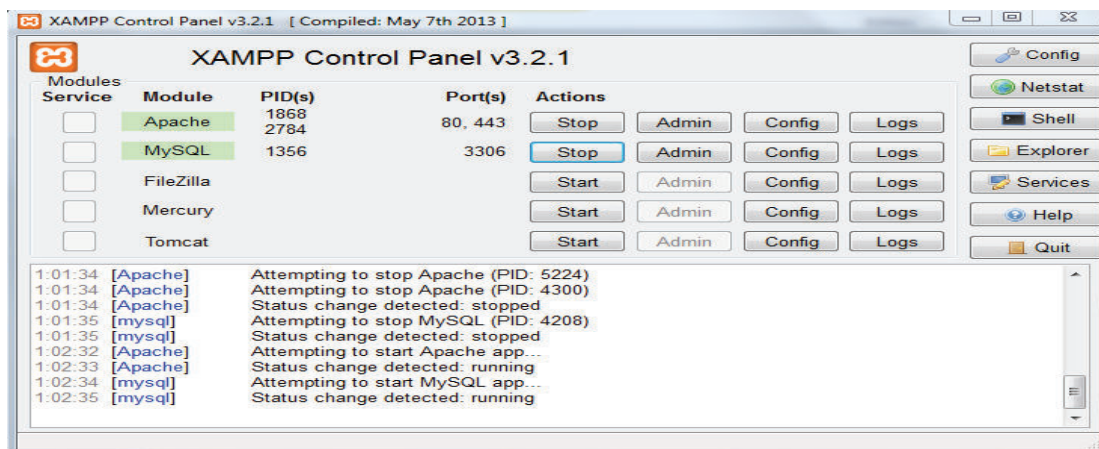 XAMPP Control Panel v3.2.1 [ Compiled: May 7th 2013 ]
XAMPP Control Panel v3.2.1
Config
Modules
Service Module PID(s) Port(s) Actions
Netstat
Apache 1868 2784 80, 443 Stop Admin Config Logs
Shell
MySQL 1356 3306 Stop Admin Config Logs
Explorer
FileZilla Start Admin Config Logs
Services
Mercury Start Admin Config Logs
Help
Tomcat Start Admin Config Logs
Quit
1:01:34 [Apache] Attempting to stop Apache (PID: 5224)
1:01:34 [Apache] Attempting to stop Apache (PID: 4300)
1:01:34 [Apache] Status change detected: stopped
1:01:35 [mysql] Attempting to stop MySQL (PID: 4208)
1:01:35 [mysql] Status change detected: stopped
1:02:32 [Apache] Attempting to start Apache app...
1:02:33 [Apache] Status change detected: running
1:02:34 [mysql] Attempting to start MySQL app...
1:02:35 [mysql] Status change detected: running